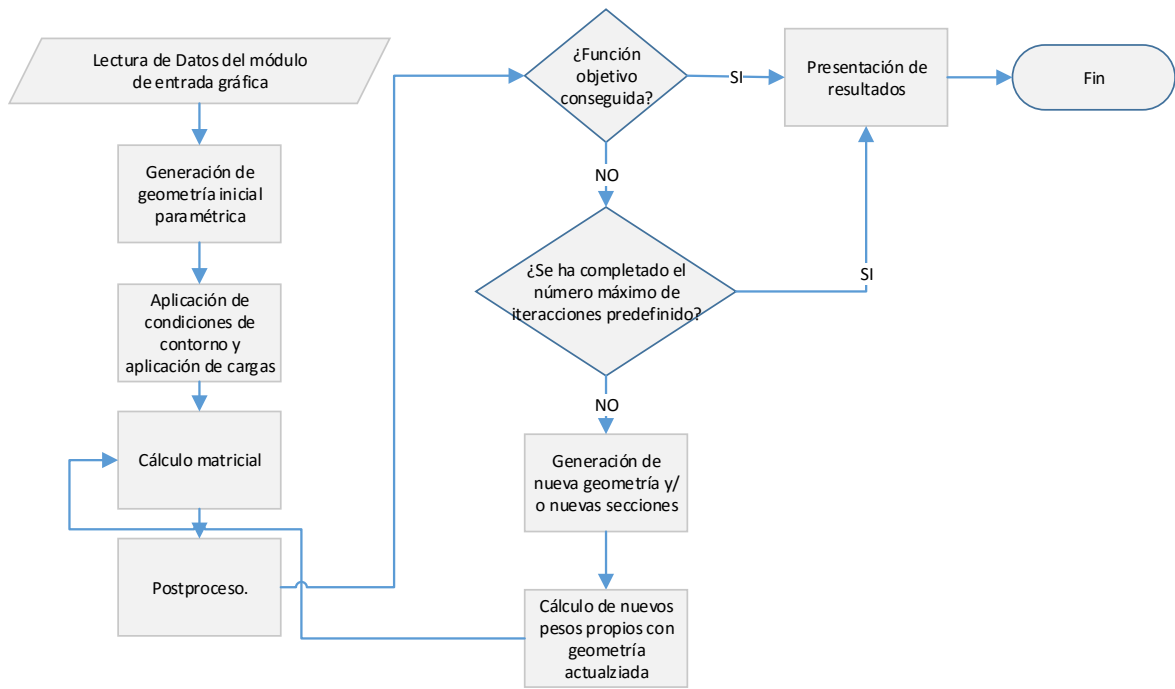 Lectura de Datos del módulo
de entrada gráfica
Generación de
geometría inicial
paramétrica
Aplicación de
condiciones de
contorno y
aplicación de cargas
Cálculo matricial
Postproceso.
¿Función
objetivo
conseguida?
SI
Presentación de
resultados
Fin
NO
¿Se ha completado el
número máximo de
iteracciones predefinido?
SI
NO
Generación de
nueva geometría y/
o nuevas secciones
Cálculo de nuevos
pesos propios con
geometría
actualziada